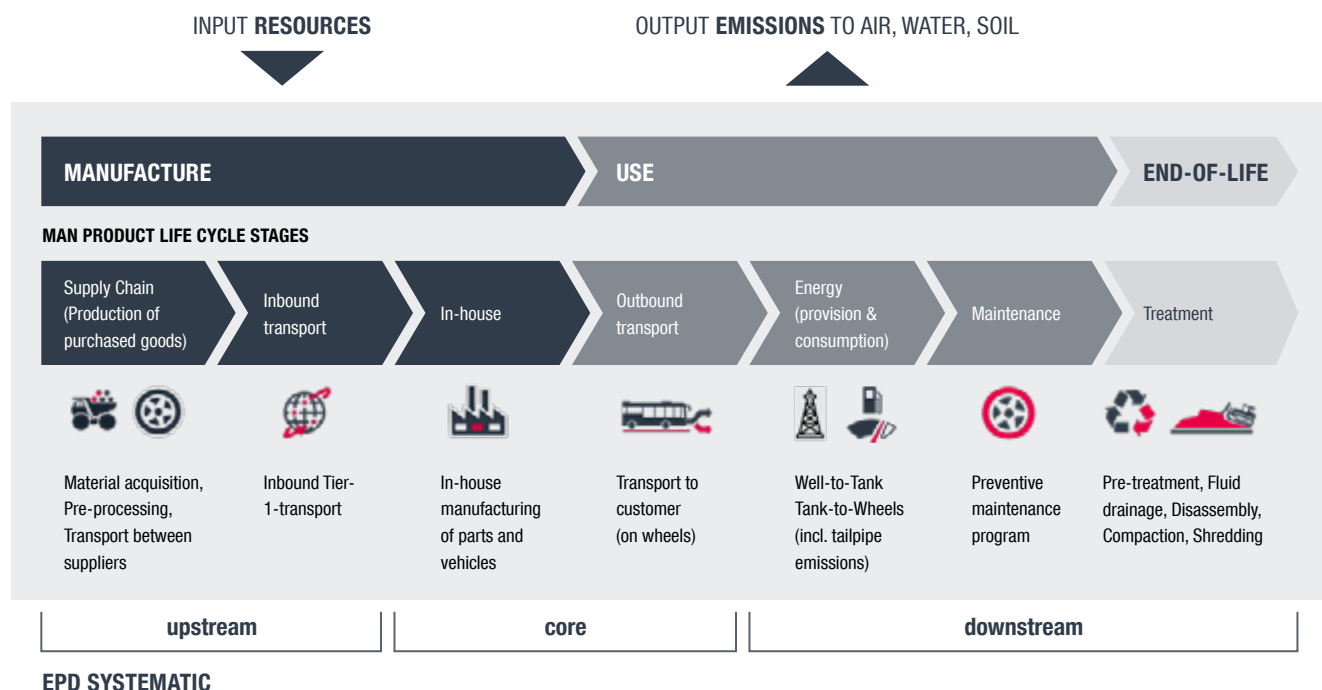 INPUT RESOURCES
OUTPUT EMISSIONS TO AIR, WATER, SOIL
MANUFACTURE
USE
END-OF-LIFE
MAN PRODUCT LIFE CYCLE STAGES
Supply Chain
(Production of
purchased goods)
Inbound
transport
In-house
Outbound
transport
Energy
(provision &
consumption)
Maintenance
Treatment
Material acquisition,
Pre-processing,
Transport between
suppliers
Inbound Tier-
1-transport
In-house
manufacturing
of parts and
vehicles
Transport to
customer
(on wheels)
Well-to-Tank
Tank-to-Wheels
(incl. tailpipe
emissions)
Preventive
maintenance
program
Pre-treatment, Fluid
drainage, Disassembly,
Compaction, Shredding
upstream
core
downstream
EPD SYSTEMATIC